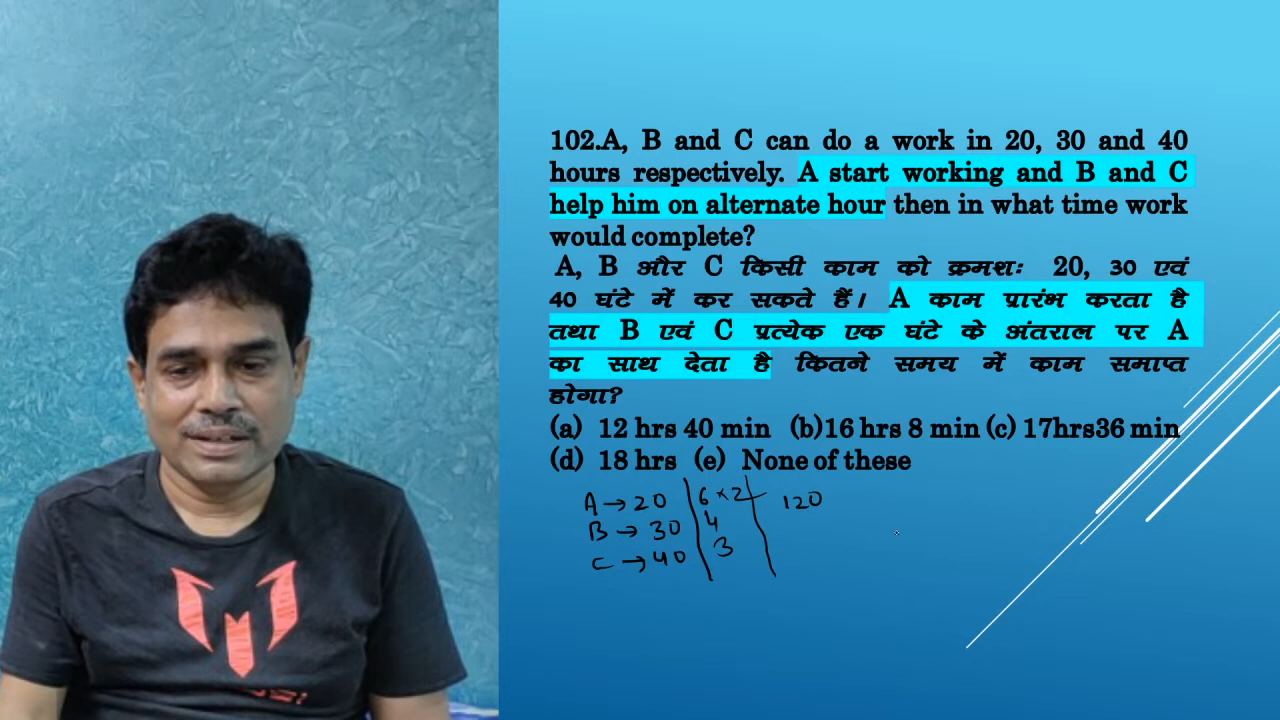 102.A, B and C can do a work in 20, 30 and 40
hours respectively. A start working and B and C
help him on alternate hour then in what time work
would complete?
A, B और C किसी काम को क्रमशः 20, 30 एवं
40 घंटे में कर सकते हैं। A काम प्रारंभ करता है
तथा B एवं C प्रत्येक एक घंटे के अंतराल पर A
का साथ देता है कितने समय में काम समाप्त
होगा?
(a) 12 hrs 40 min (b)16 hrs 8 min (c) 17hrs36 min
(d) 18 hrs (e) None of these
A → 20 6 × 2 120
B → 30 4
C → 40 3